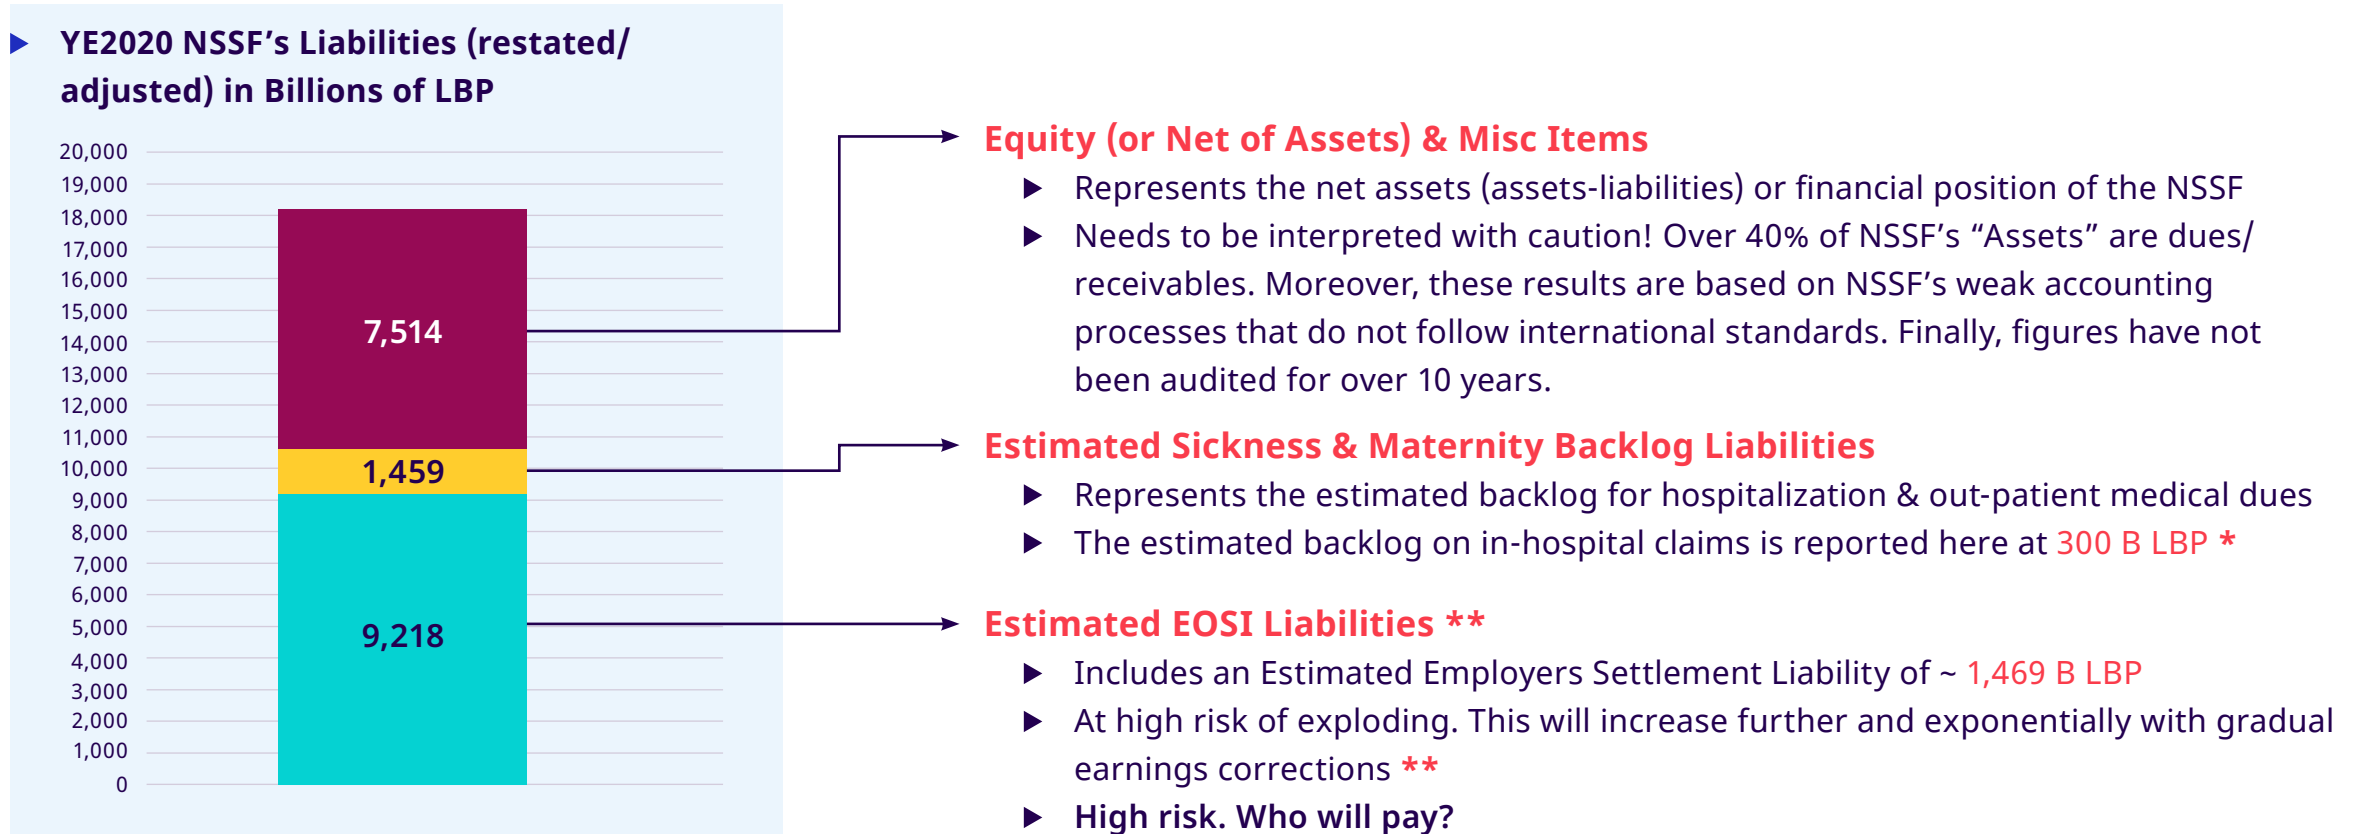 YE2020 NSSF’s Liabilities (restated/
adjusted) in Billions of LBP
20,000
19,000
18,000
17,000
16,000
15,000
14,000
13,000
12,000
11,000
10,000
9,000
8,000
7,000
6,000
5,000
4,000
3,000
2,000
1,000
0
7,514
1,459
9,218
Equity (or Net of Assets) & Misc Items
Represents the net assets (assets-liabilities) or financial position of the NSSF
Needs to be interpreted with caution! Over 40% of NSSF’s “Assets” are dues/
receivables. Moreover, these results are based on NSSF’s weak accounting
processes that do not follow international standards. Finally, figures have not
been audited for over 10 years.
Estimated Sickness & Maternity Backlog Liabilities
Represents the estimated backlog for hospitalization & out-patient medical dues
The estimated backlog on in-hospital claims is reported here at 300 B LBP *
Estimated EOSI Liabilities **
Includes an Estimated Employers Settlement Liability of ~ 1,469 B LBP
At high risk of exploding. This will increase further and exponentially with gradual
earnings corrections **
High risk. Who will pay?